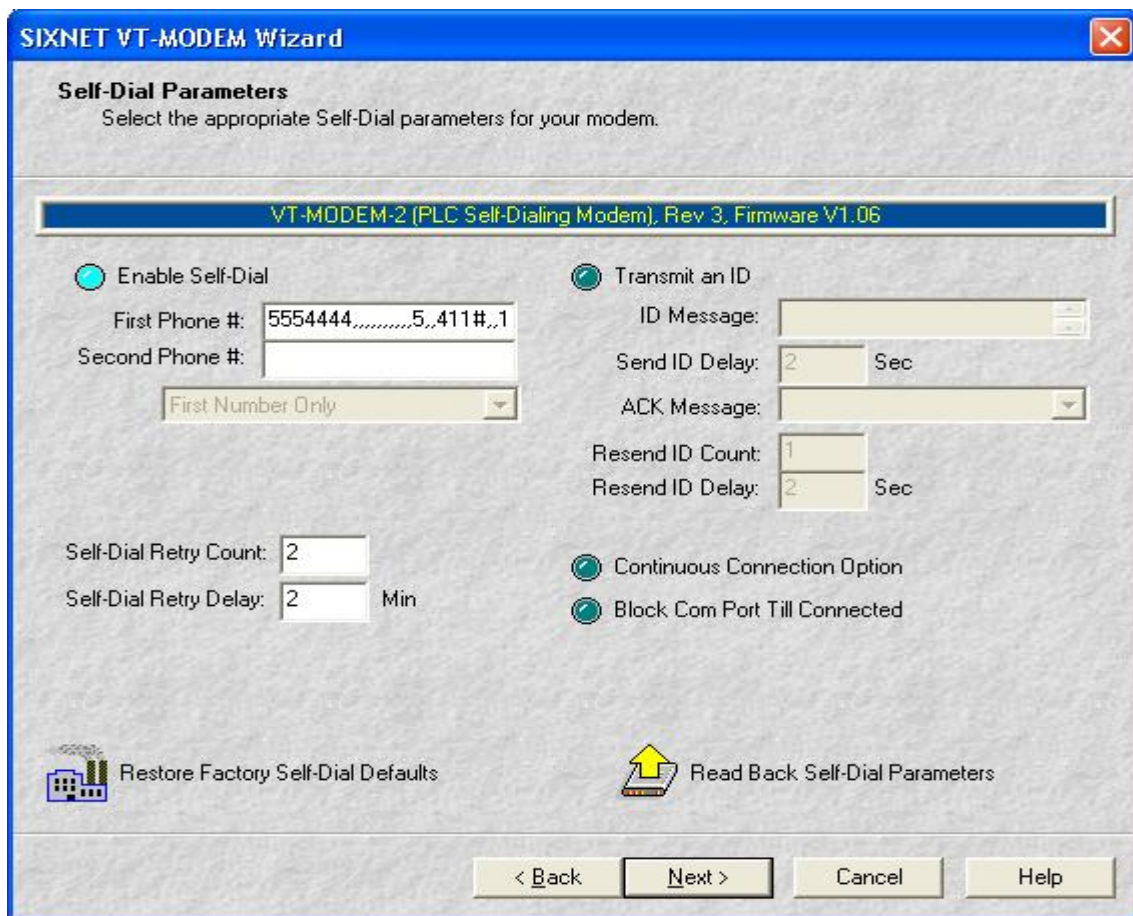 SIXNET VT-MODEM Wizard
Self-Dial Parameters
Select the appropriate Self-Dial parameters for your modem.
VT-MODEM-2 (PLC Self-Dialing Modem), Rev 3, Firmware V1.06
Enable Self-Dial
First Phone #: 5554444,,,,,,,,,,5,,411#,,1
Second Phone #:
First Number Only
Self-Dial Retry Count: 2
Self-Dial Retry Delay: 2 Min
Transmit an ID
ID Message:
Send ID Delay: 2 Sec
ACK Message:
Resend ID Count: 1
Resend ID Delay: 2 Sec
Continuous Connection Option
Block Com Port Till Connected
Restore Factory Self-Dial Defaults
Read Back Self-Dial Parameters
< Back
Next >
Cancel
Help